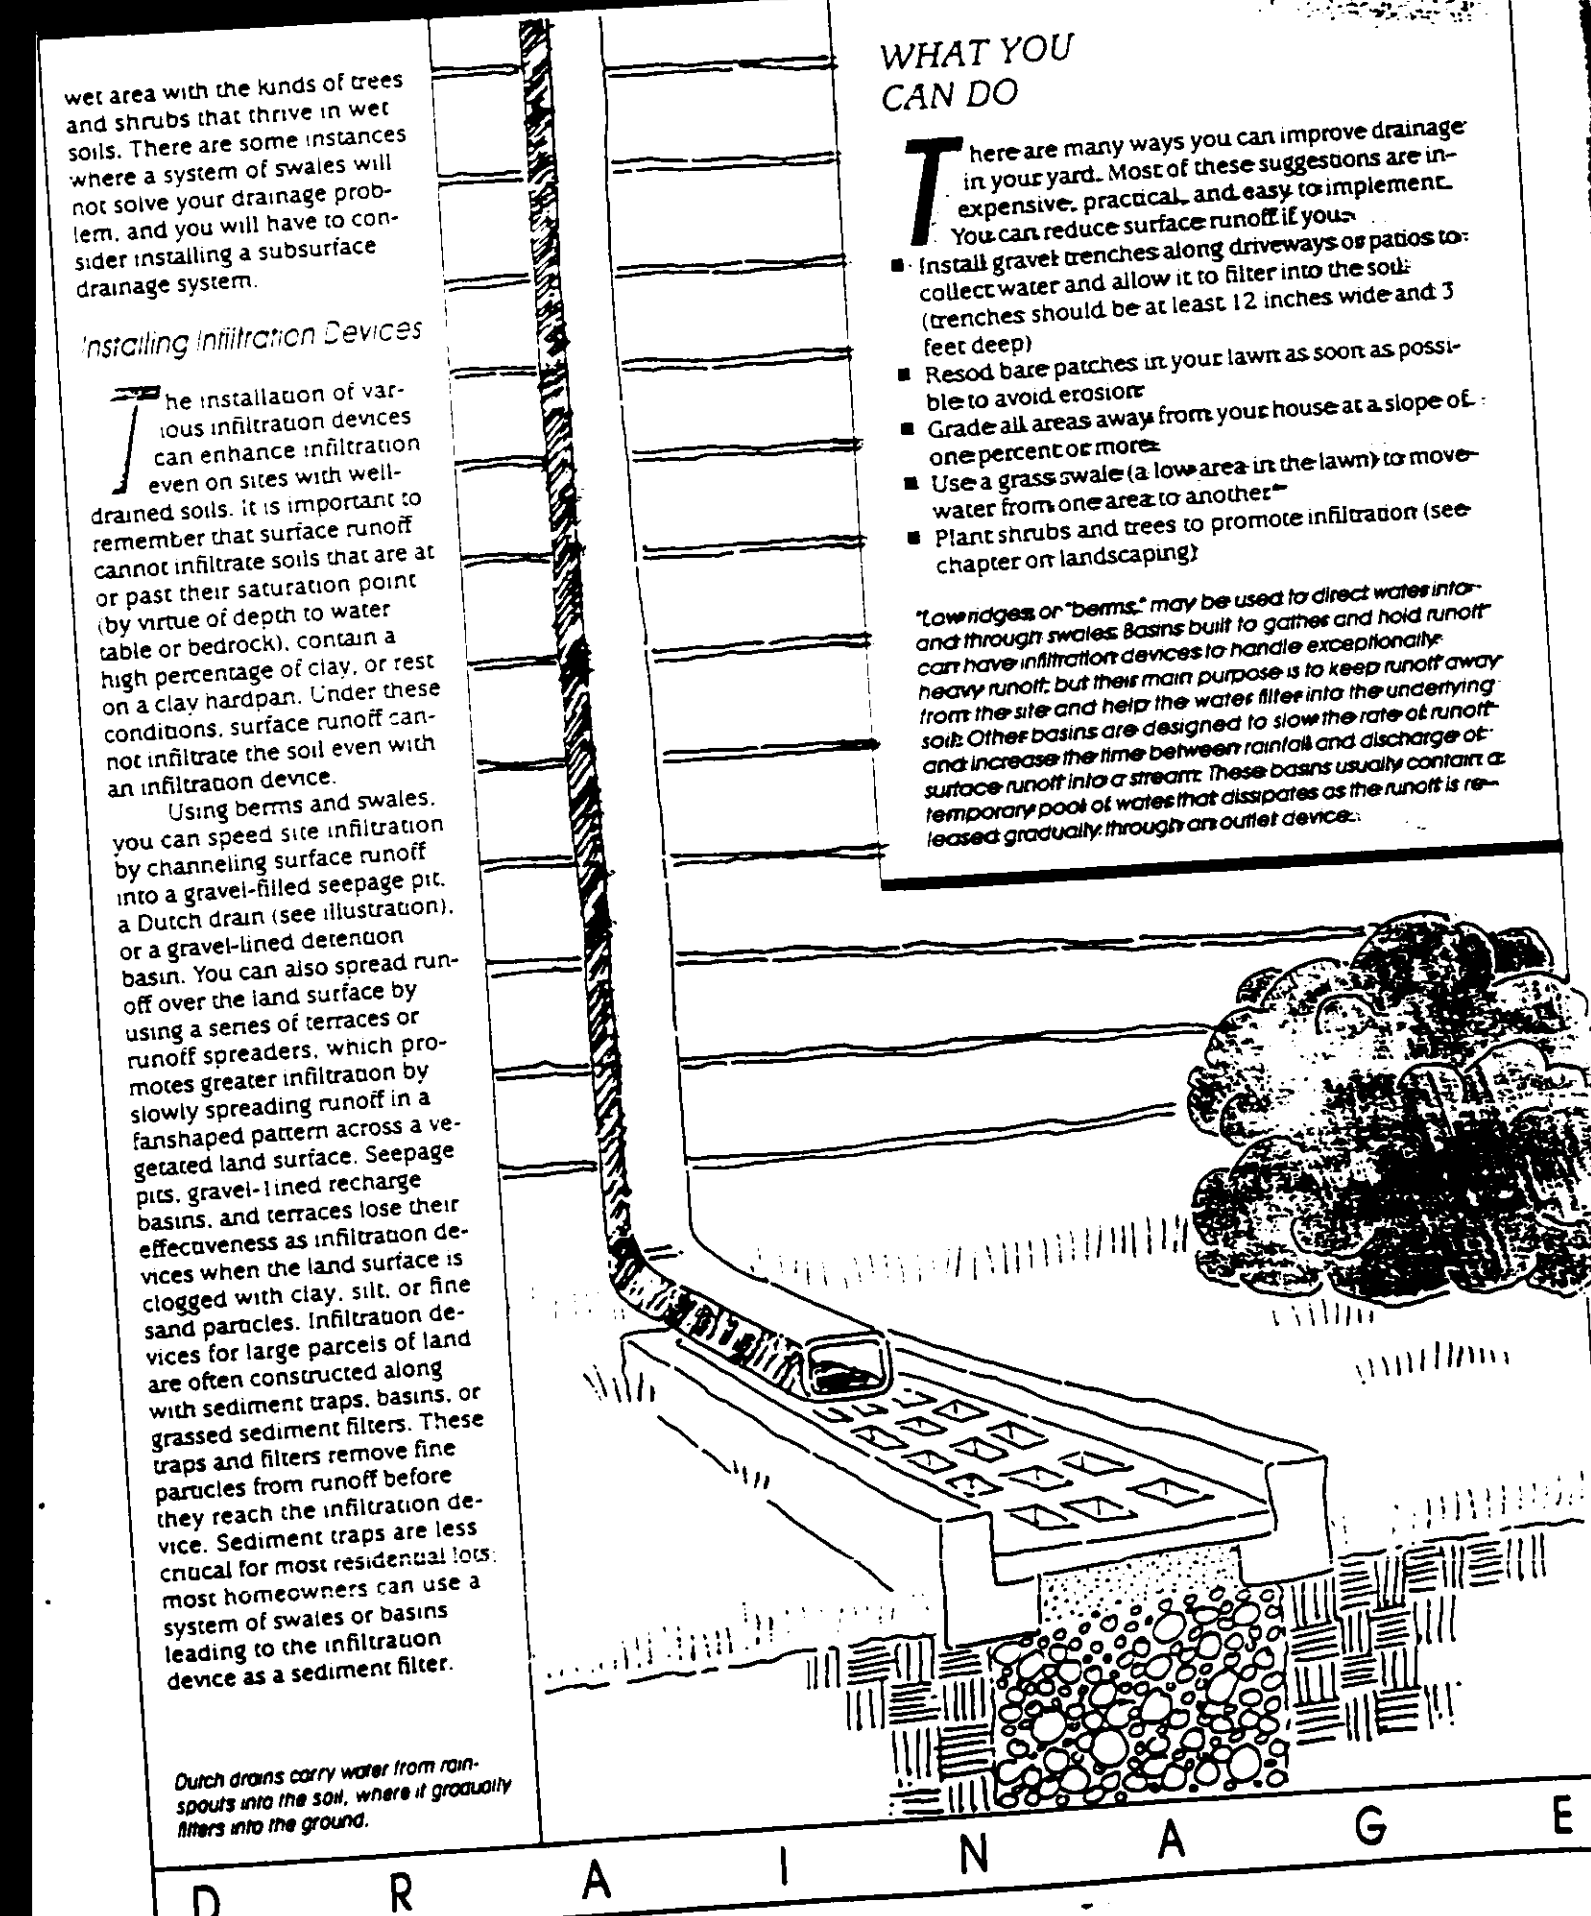 wet area with the kinds of trees
and shrubs that thrive in wet
soils. There are some instances
where a system of swales will
not solve your drainage prob-
lem, and you will have to con-
sider installing a subsurface
drainage system.
Installing Infiltration Devices
The installation of var-
ious infiltration devices
can enhance infiltration
even on sites with well-
drained soils. It is important to
remember that surface runoff
cannot infiltrate soils that are at
or past their saturation point
(by virtue of depth to water
table or bedrock), contain a
high percentage of clay, or rest
on a clay hardpan. Under these
conditions, surface runoff can-
not infiltrate the soil even with
an infiltration device.
Using berms and swales,
you can speed site infiltration
by channeling surface runoff
into a gravel-filled seepage pit,
a Dutch drain (see illustration),
or a gravel-lined detention
basin. You can also spread run-
off over the land surface by
using a series of terraces or
runoff spreaders, which pro-
motes greater infiltration by
slowly spreading runoff in a
fanshaped pattern across a ve-
getated land surface. Seepage
pits, gravel-lined recharge
basins, and terraces lose their
effectiveness as infiltration de-
vices when the land surface is
clogged with clay, silt, or fine
sand particles. Infiltration de-
vices for large parcels of land
are often constructed along
with sediment traps, basins, or
grassed sediment filters. These
traps and filters remove fine
particles from runoff before
they reach the infiltration de-
vice. Sediment traps are less
critical for most residential lots;
most homeowners can use a
system of swales or basins
leading to the infiltration
device as a sediment filter.
Dutch drains carry water from rain-
spouts into the soil, where it gradually
filters into the ground.
WHAT YOU
CAN DO
There are many ways you can improve drainage
in your yard. Most of these suggestions are in-
expensive, practical, and easy to implement.
You can reduce surface runoff if you:
■ Install gravel trenches along driveways or patios to
collect water and allow it to filter into the soil
(trenches should be at least 12 inches wide and 3
feet deep)
■ Resod bare patches in your lawn as soon as possi-
ble to avoid erosion
■ Grade all areas away from your house at a slope of
one percent or more
■ Use a grass swale (a low area in the lawn) to move
water from one area to another
■ Plant shrubs and trees to promote infiltration (see
chapter on landscaping)
"Low ridges, or "berms," may be used to direct water into
and through swales. Basins built to gather and hold runoff
can have infiltration devices to handle exceptionally
heavy runoff; but their main purpose is to keep runoff away
from the site and help the water filter into the underlying
soil. Other basins are designed to slow the rate of runoff
and increase the time between rainfall and discharge of
surface runoff into a stream. These basins usually contain a
temporary pool of water that dissipates as the runoff is re-
leased gradually through an outlet device.
D R A I N A G E